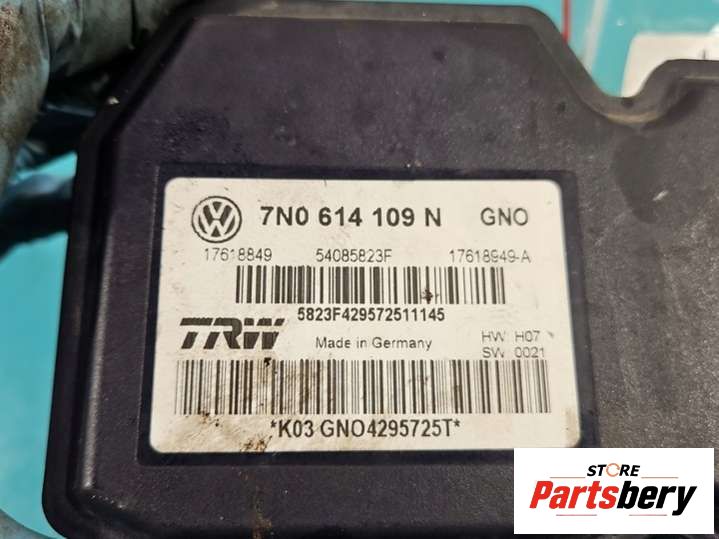 7N0 614 109 N GNO
17618849 54085823F 17618949-A
5823F429572511145
TRW Made in Germany HW: H07
SW: 0021
*K03 GNO4295725T*
STORE
Partsbery